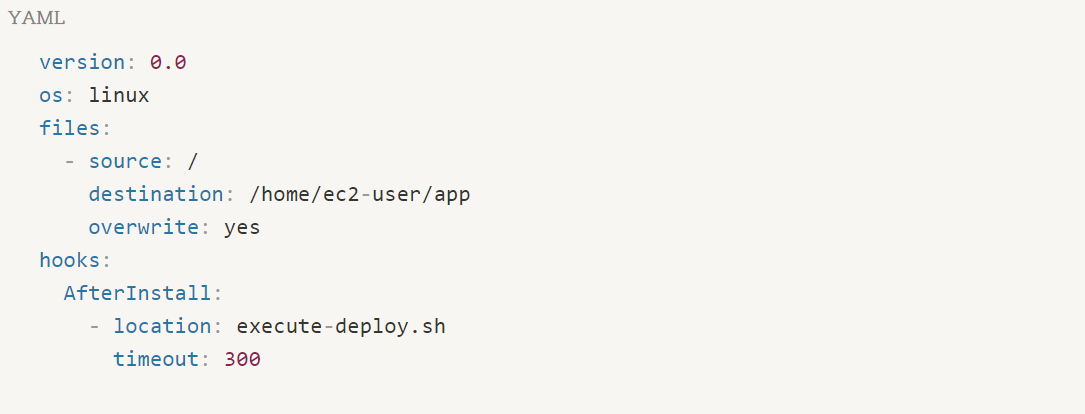 YAML
version: 0.0
os: linux
files:
  - source: /
    destination: /home/ec2-user/app
    overwrite: yes
hooks:
  AfterInstall:
    - location: execute-deploy.sh
      timeout: 300